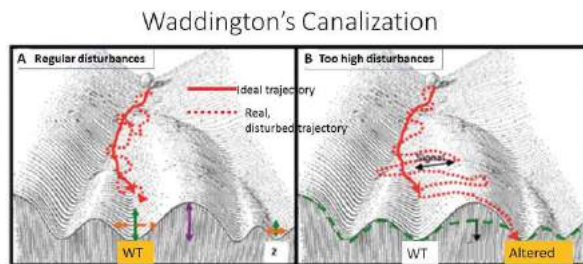 Waddington's Canalization
A Regular disturbances
B Too high disturbances
Ideal trajectory
Real,
disturbed trajectory
Signal
WT
2
WT
Altered